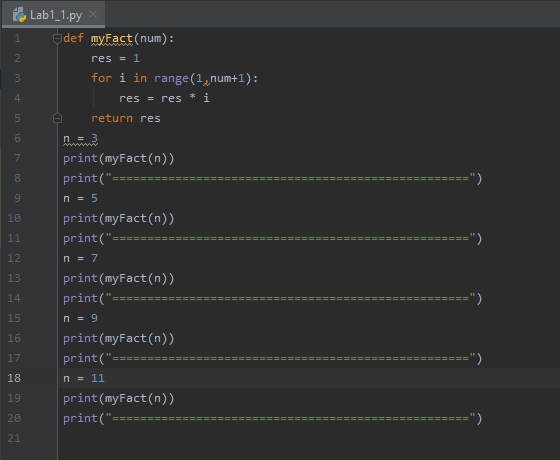 Lab1_1.py
1 def myFact(num):
2     res = 1
3     for i in range(1,num+1):
4         res = res * i
5     return res
6 n = 3
7 print(myFact(n))
8 print("===================================================")
9 n = 5
10 print(myFact(n))
11 print("===================================================")
12 n = 7
13 print(myFact(n))
14 print("===================================================")
15 n = 9
16 print(myFact(n))
17 print("===================================================")
18 n = 11
19 print(myFact(n))
20 print("===================================================")
21